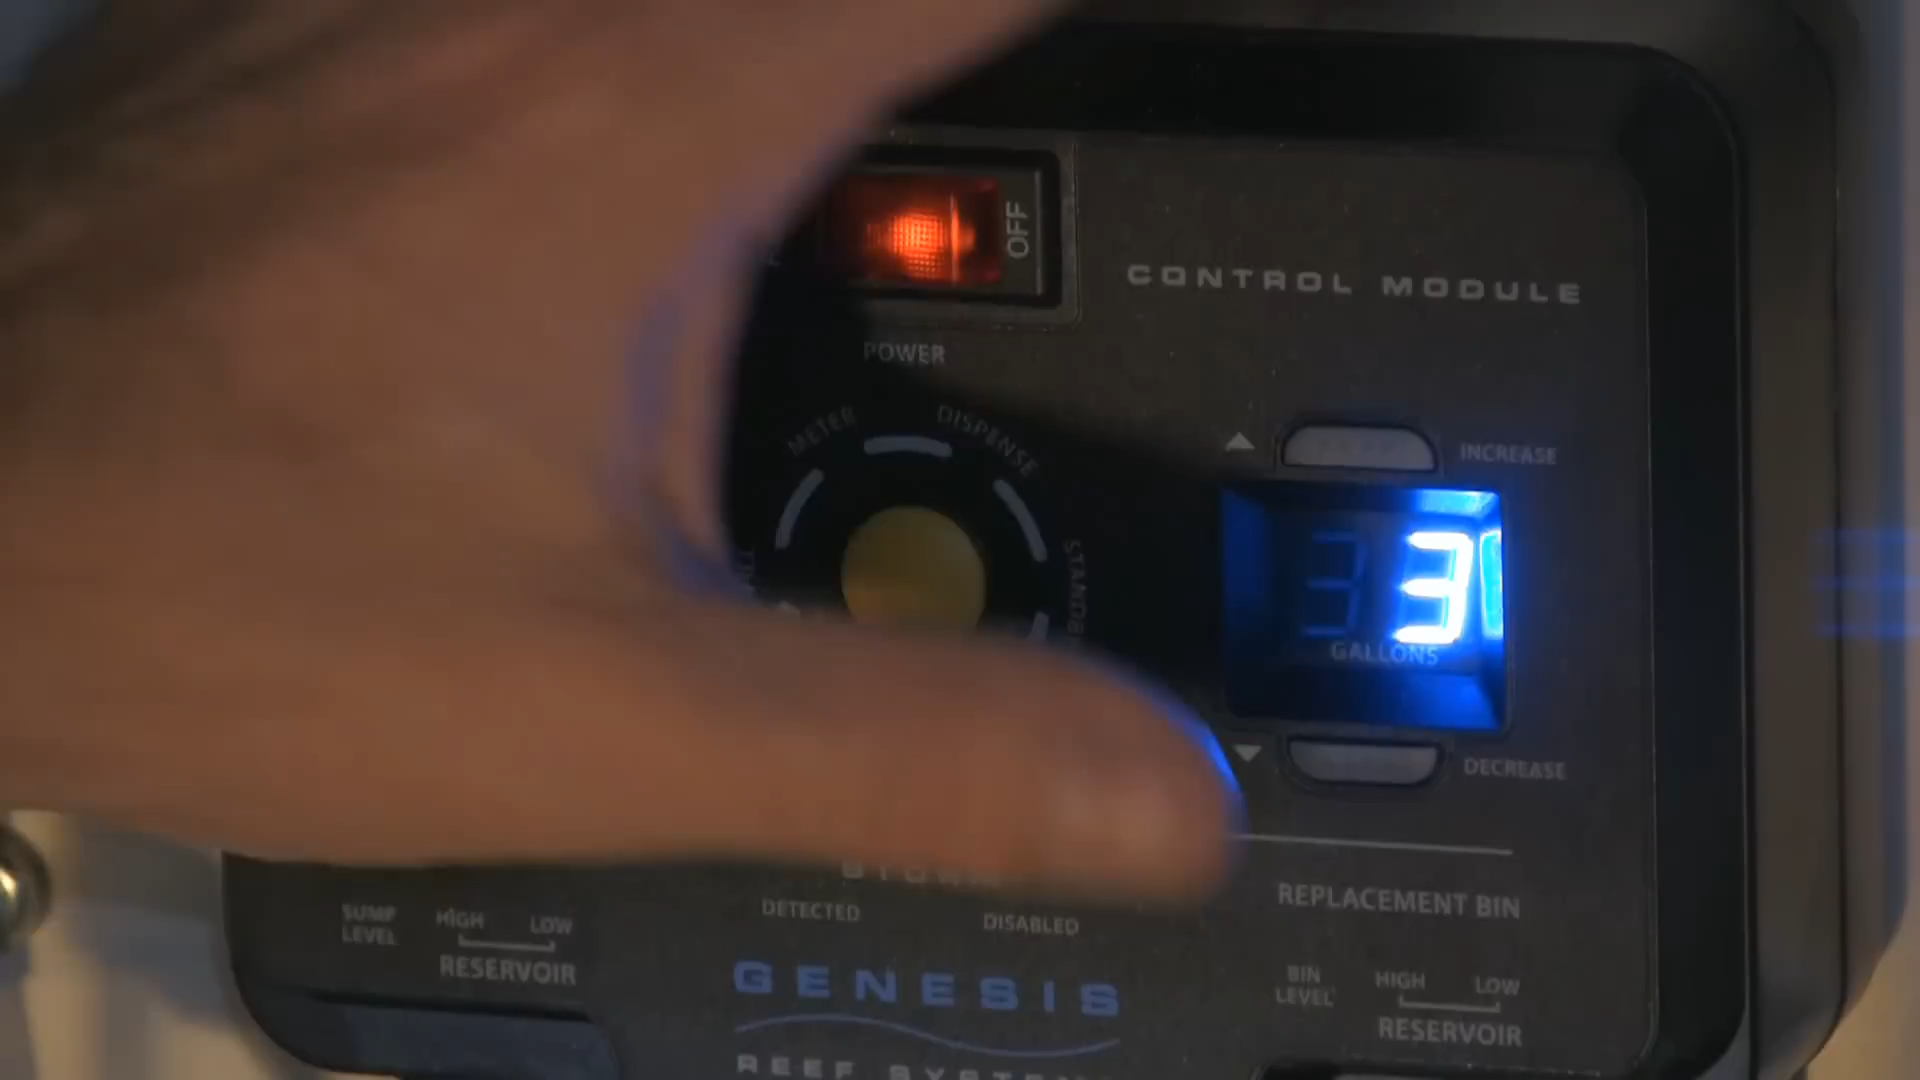 OFF
CONTROL MODULE
POWER
METER
DISPENSE
INCREASE
3
GALLONS
DECREASE
REPLACEMENT BIN
DETECTED
DISABLED
SUMP
LEVEL
HIGH
LOW
RESERVOIR
GENESIS
REEF
BIN
LEVEL
HIGH
LOW
RESERVOIR